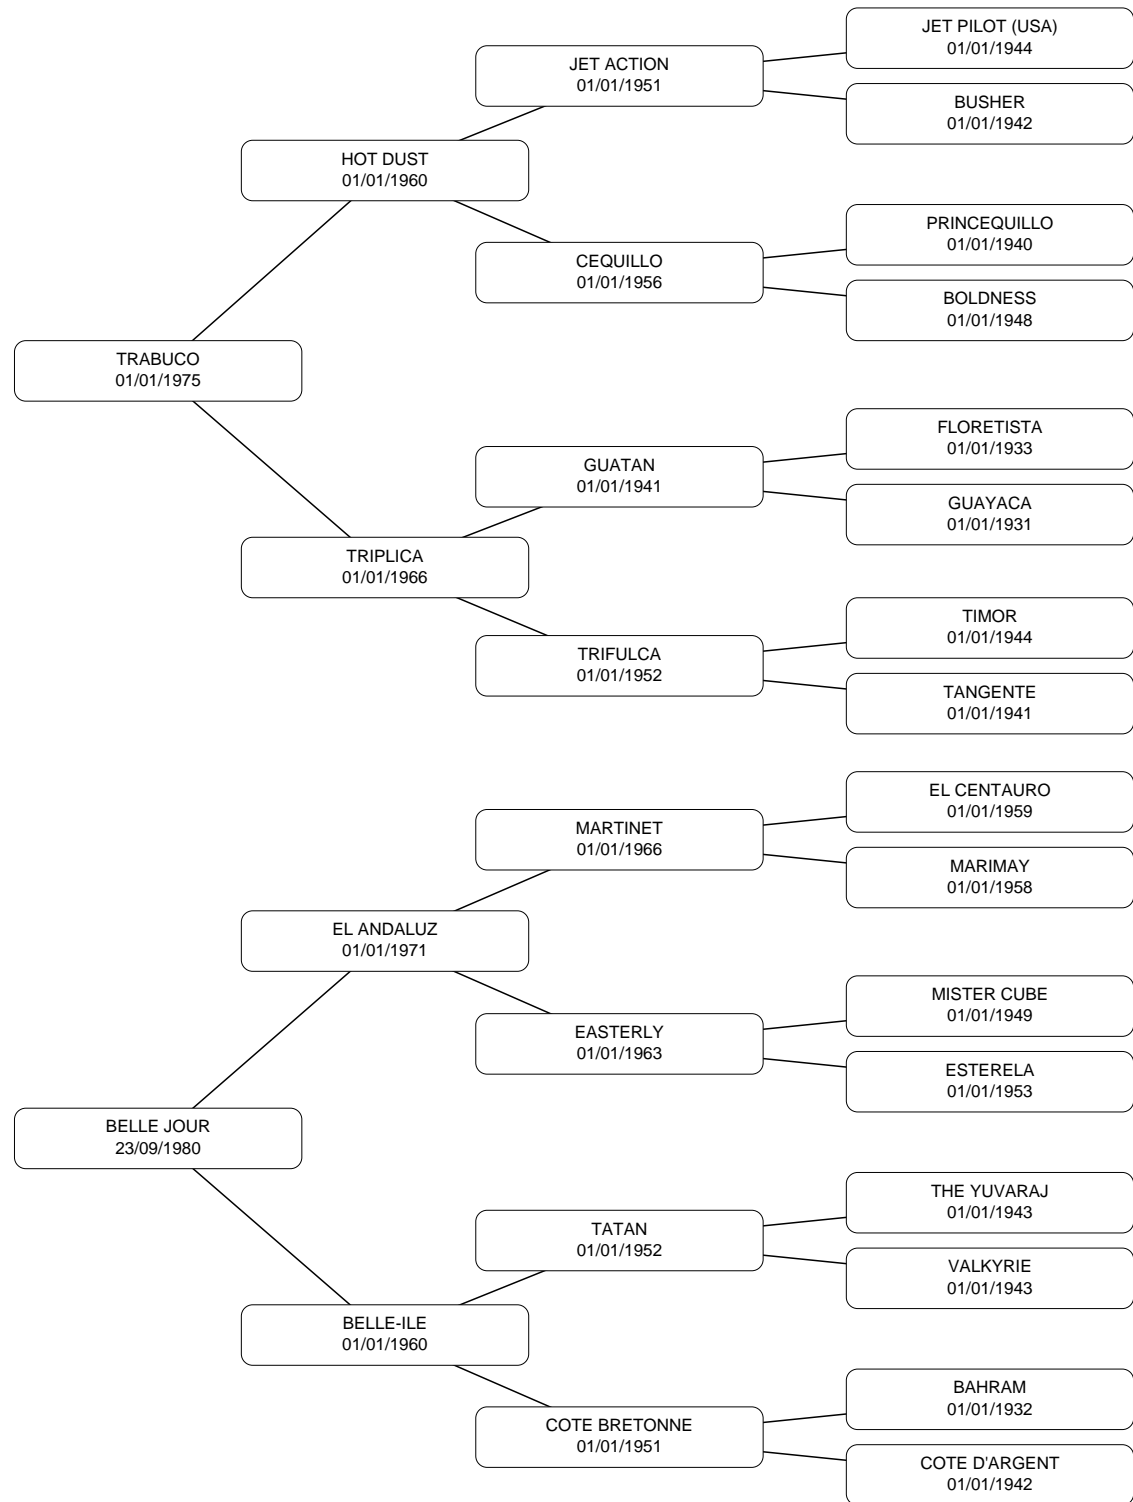 JET PILOT (USA)
01/01/1944
JET ACTION
01/01/1951
BUSHER
01/01/1942
HOT DUST
01/01/1960
PRINCEQUILLO
01/01/1940
CEQUILLO
01/01/1956
BOLDNESS
01/01/1948
TRABUCO
01/01/1975
FLORETISTA
01/01/1933
GUATAN
01/01/1941
GUAYACA
01/01/1931
TRIPLICA
01/01/1966
TIMOR
01/01/1944
TRIFULCA
01/01/1952
TANGENTE
01/01/1941
EL CENTAURO
01/01/1959
MARTINET
01/01/1966
MARIMAY
01/01/1958
EL ANDALUZ
01/01/1971
MISTER CUBE
01/01/1949
EASTERLY
01/01/1963
ESTERELA
01/01/1953
BELLE JOUR
23/09/1980
THE YUVARAJ
01/01/1943
TATAN
01/01/1952
VALKYRIE
01/01/1943
BELLE-ILE
01/01/1960
BAHRAM
01/01/1932
COTE BRETONNE
01/01/1951
COTE D'ARGENT
01/01/1942